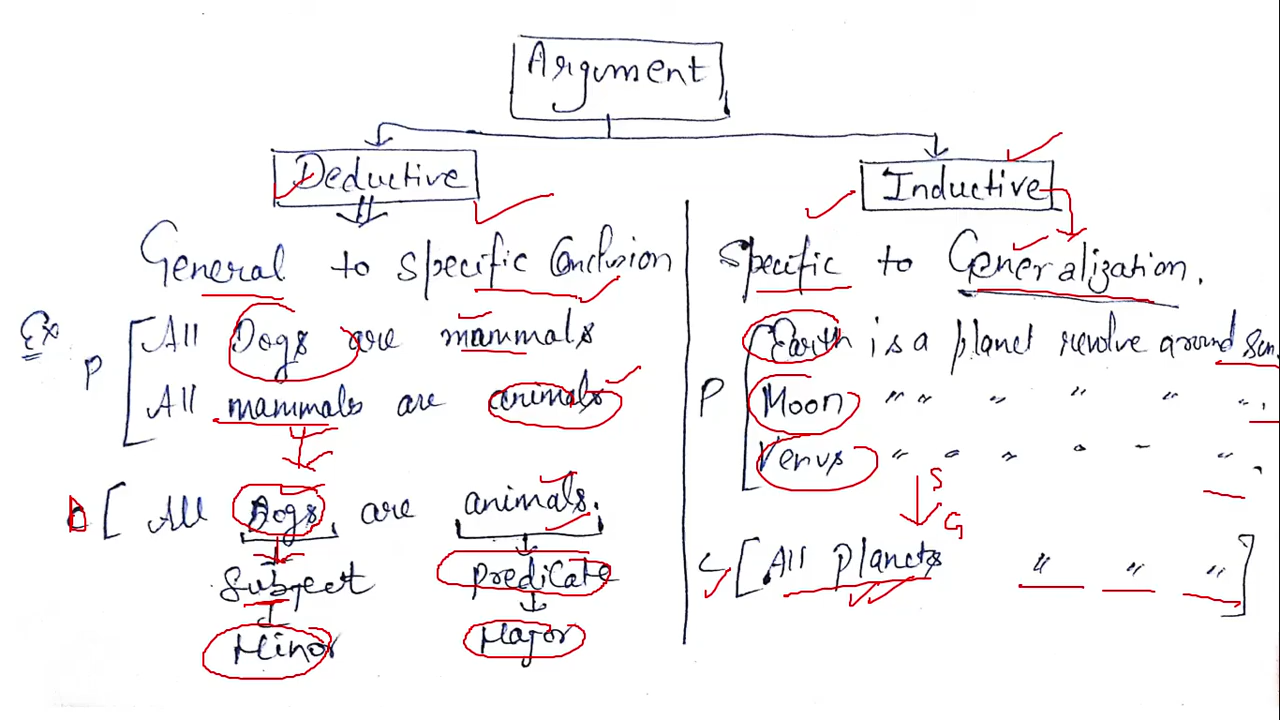 Argument
Deductive
Inductive
General to specific Conclusion
Specific to Generalization.
Ex
P [ All Dogs are mammals
All mammals are animals
[ All Dogs are animals.
Subject
Predicate
Minor
Major
P [ Earth is a planet revolve around sun.
Moon " " " " " ".
Venus " " " " " ".
S
G
[ All Planets " " " ]